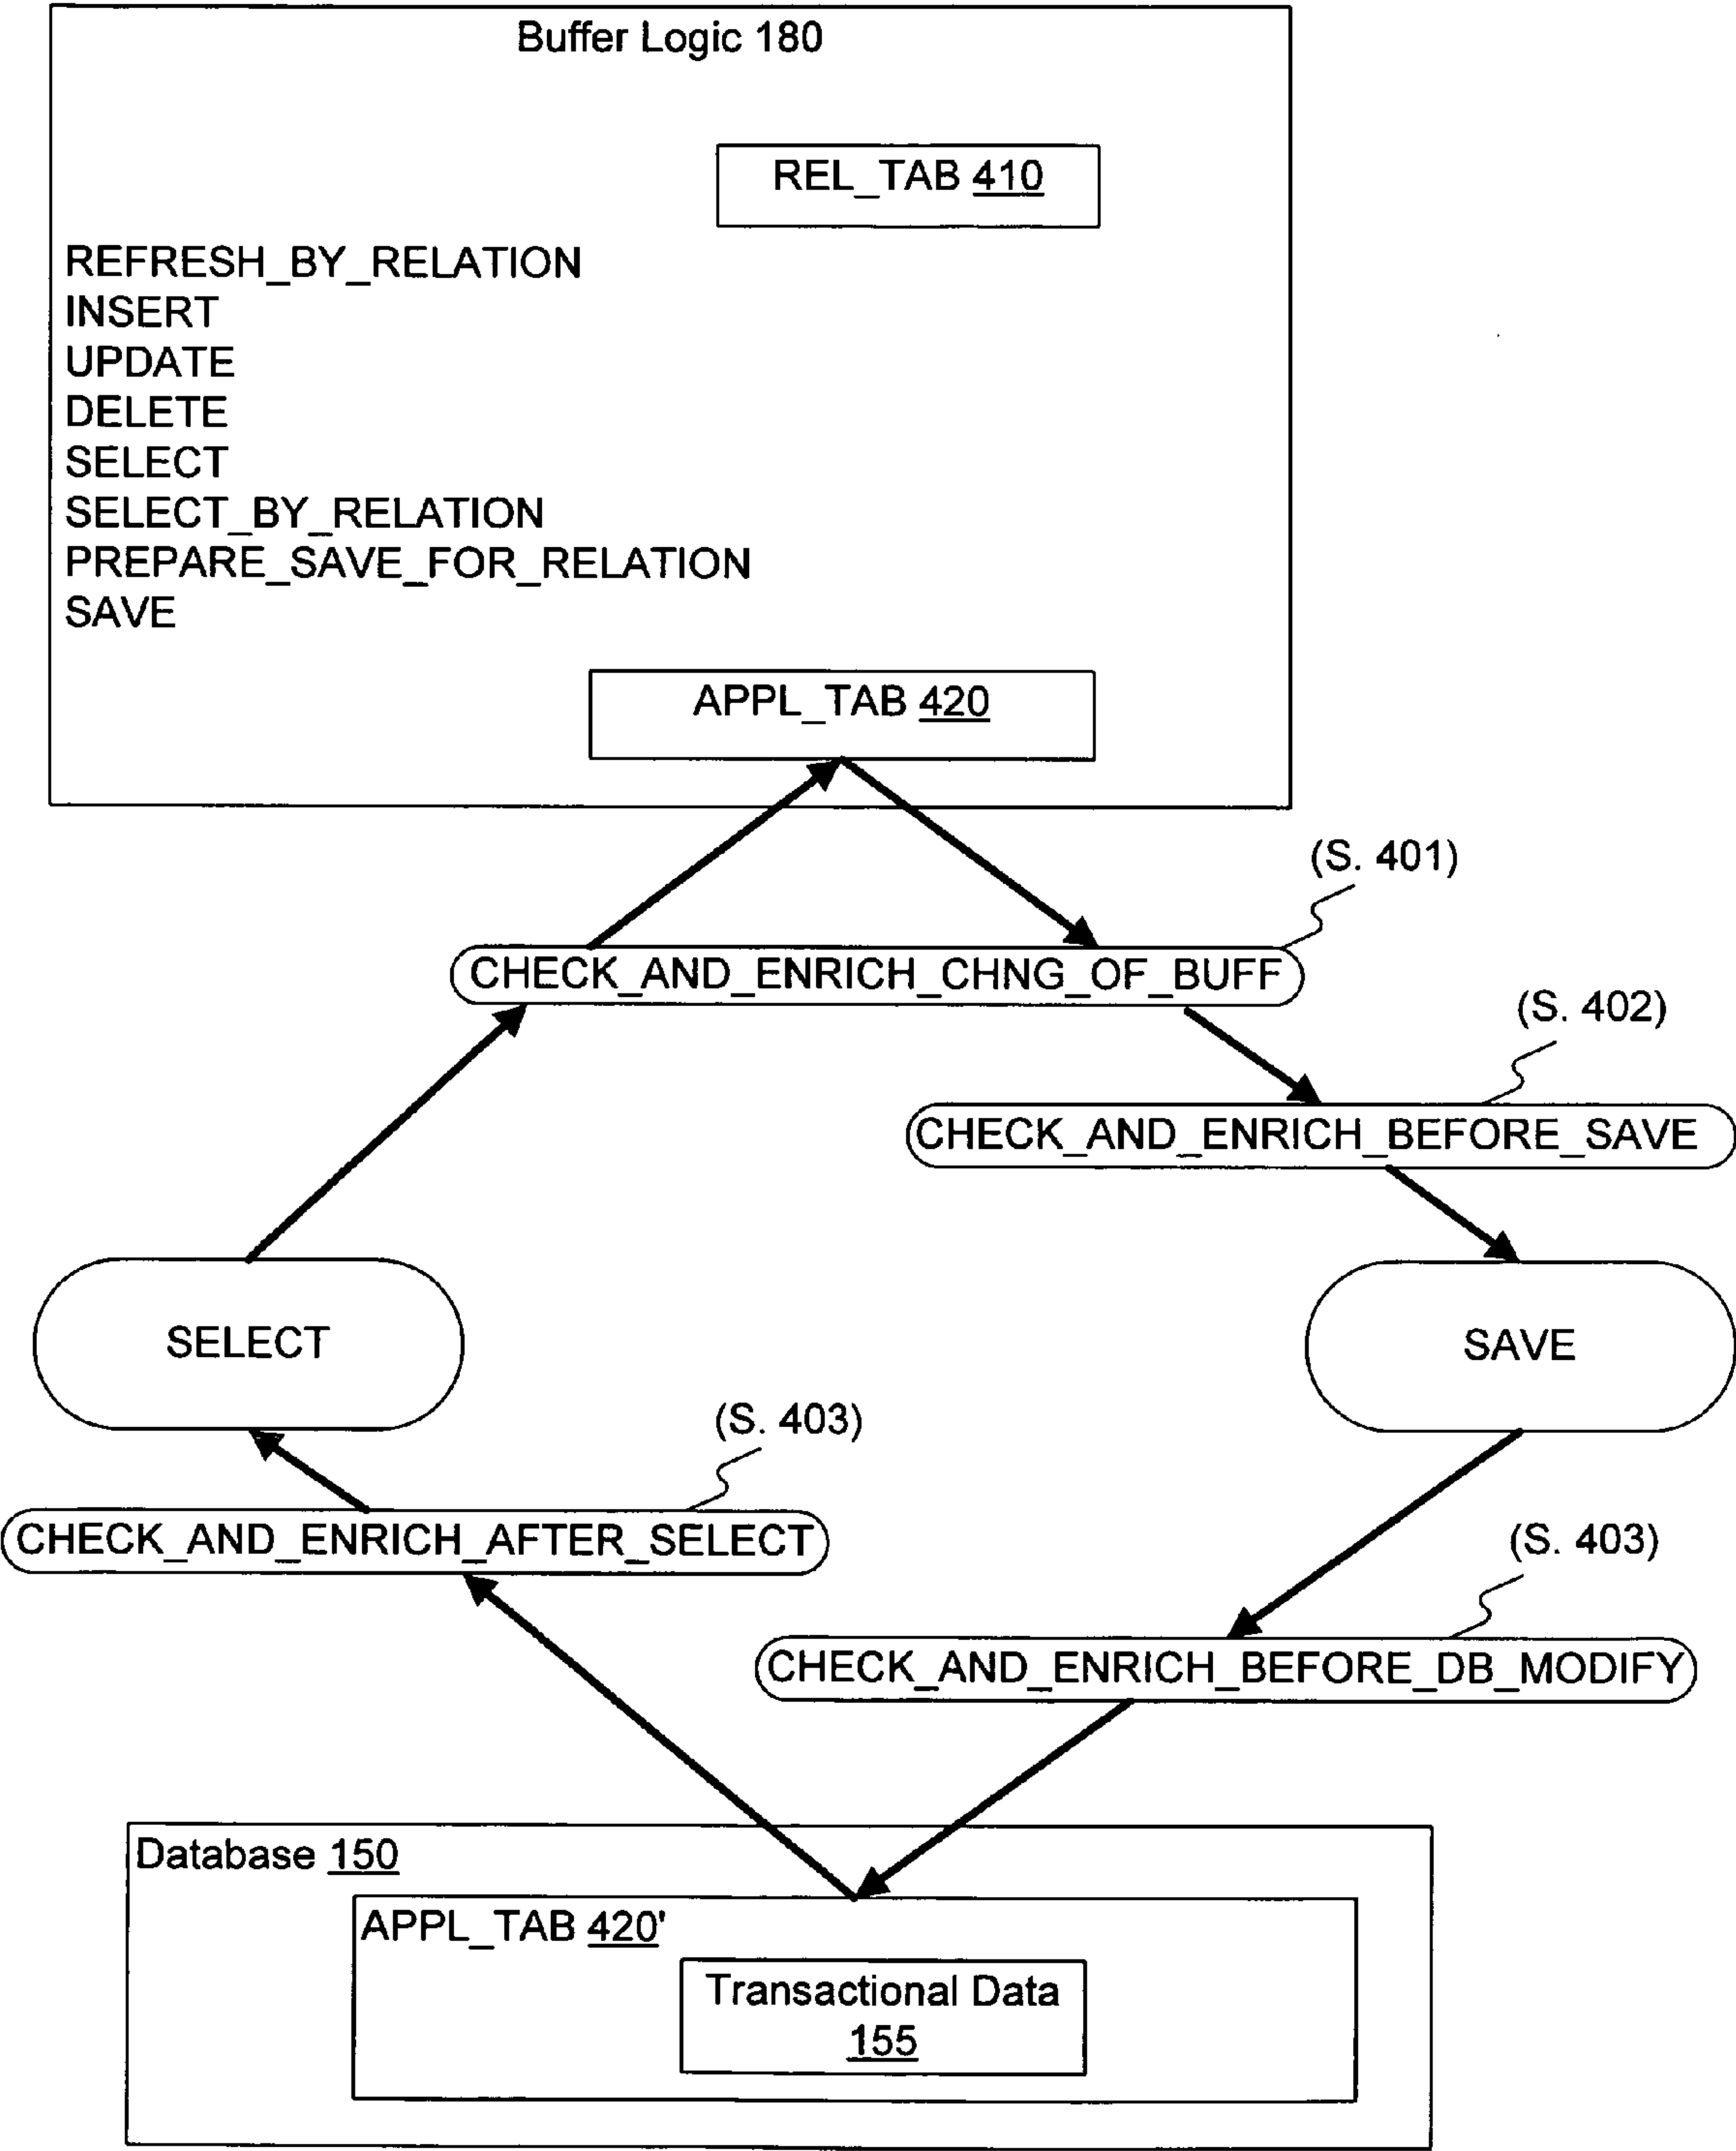 Buffer Logic 180
REL_TAB 410
REFRESH_BY_RELATION
INSERT
UPDATE
DELETE
SELECT
SELECT_BY_RELATION
PREPARE_SAVE_FOR_RELATION
SAVE
APPL_TAB 420
(S. 401)
CHECK_AND_ENRICH_CHNG_OF_BUFF
(S. 402)
CHECK_AND_ENRICH_BEFORE_SAVE
SELECT
SAVE
(S. 403)
CHECK_AND_ENRICH_AFTER_SELECT
(S. 403)
CHECK_AND_ENRICH_BEFORE_DB_MODIFY
Database 150
APPL_TAB 420'
Transactional Data
155